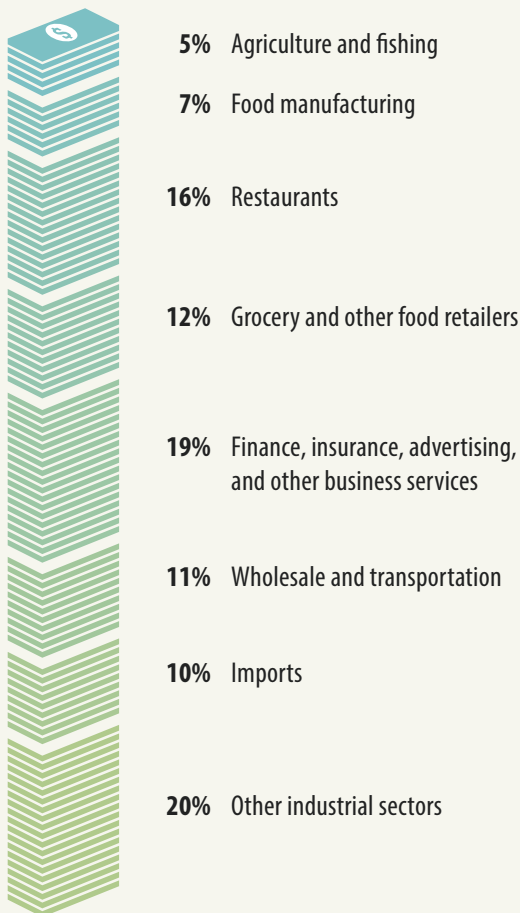 $
5% Agriculture and fishing
7% Food manufacturing
16% Restaurants
12% Grocery and other food retailers
19% Finance, insurance, advertising,
and other business services
11% Wholesale and transportation
10% Imports
20% Other industrial sectors